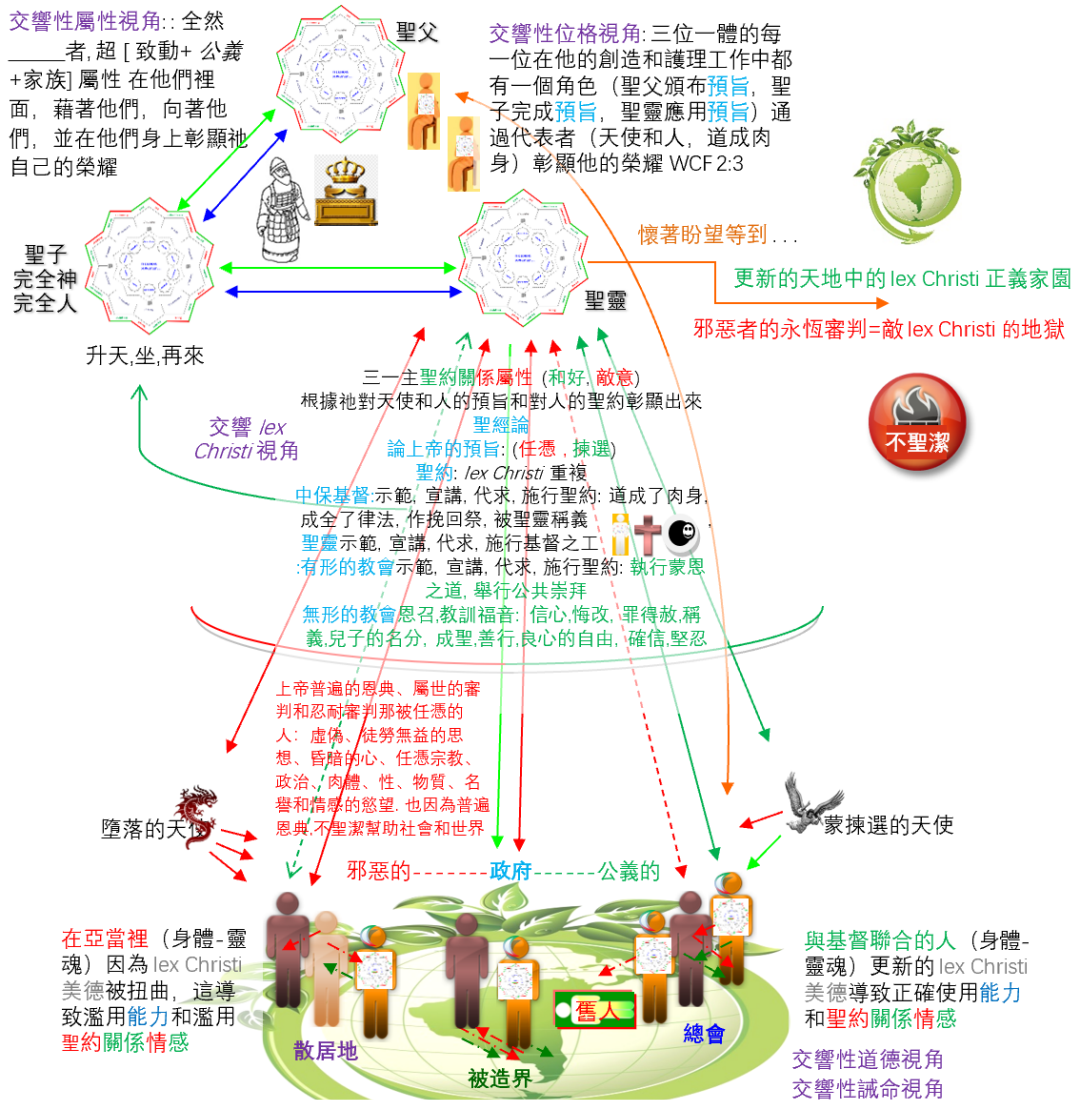 交響性屬性視角:: 全然
______者, 超 [ 致動+ 公義
+家族] 屬性 在他們裡
面，藉著他們，向著他
們，並在他們身上彰顯祂
自己的榮耀
聖父
交響性位格視角: 三位一體的每
一位在他的創造和護理工作中都
有一個角色（聖父頒布預旨，聖
子完成預旨，聖靈應用預旨）通
過代表者（天使和人，道成肉
身）彰顯他的榮耀 WCF 2:3
聖子
完全神
完全人
聖靈
懷著盼望等到 . . .
更新的天地中的 lex Christi 正義家園
邪惡者的永恆審判=敵 lex Christi 的地獄
升天,坐,再來
不聖潔
三一主聖約關係屬性 (和好, 敵意)
根據祂對天使和人的預旨和對人的聖約彰顯出來
聖經論
論上帝的預旨: (任憑 , 揀選)
聖約: lex Christi 重複
中保基督:示範, 宣講, 代求, 施行聖約: 道成了肉身,
成全了律法, 作挽回祭, 被聖靈稱義 ,
聖靈示範, 宣講, 代求, 施行基督之工
:有形的教會示範, 宣講, 代求, 施行聖約: 執行蒙恩
之道, 舉行公共崇拜
無形的教會恩召,教訓福音: 信心,悔改, 罪得赦,稱
義,兒子的名分, 成聖,善行,良心的自由, 確信,堅忍
交響 lex
Christi 視角
上帝普遍的恩典、屬世的審
判和忍耐審判那被任憑的
人：虛偽、徒勞無益的思
想、昏暗的心、任憑宗教、
政治、肉體、性、物質、名
譽和情感的慾望. 也因為普遍
恩典,不聖潔幫助社會和世界
墮落的天使
蒙揀選的天使
邪惡的-------政府------公義的
在亞當裡（身體-靈
魂）因為 lex Christi
美德被扭曲，這導
致濫用能力和濫用
聖約關係情感
與基督聯合的人（身體-
靈魂）更新的 lex Christi
美德導致正確使用能力
和聖約關係情感
舊人
散居地
總會
被造界
交響性道德視角
交響性誡命視角